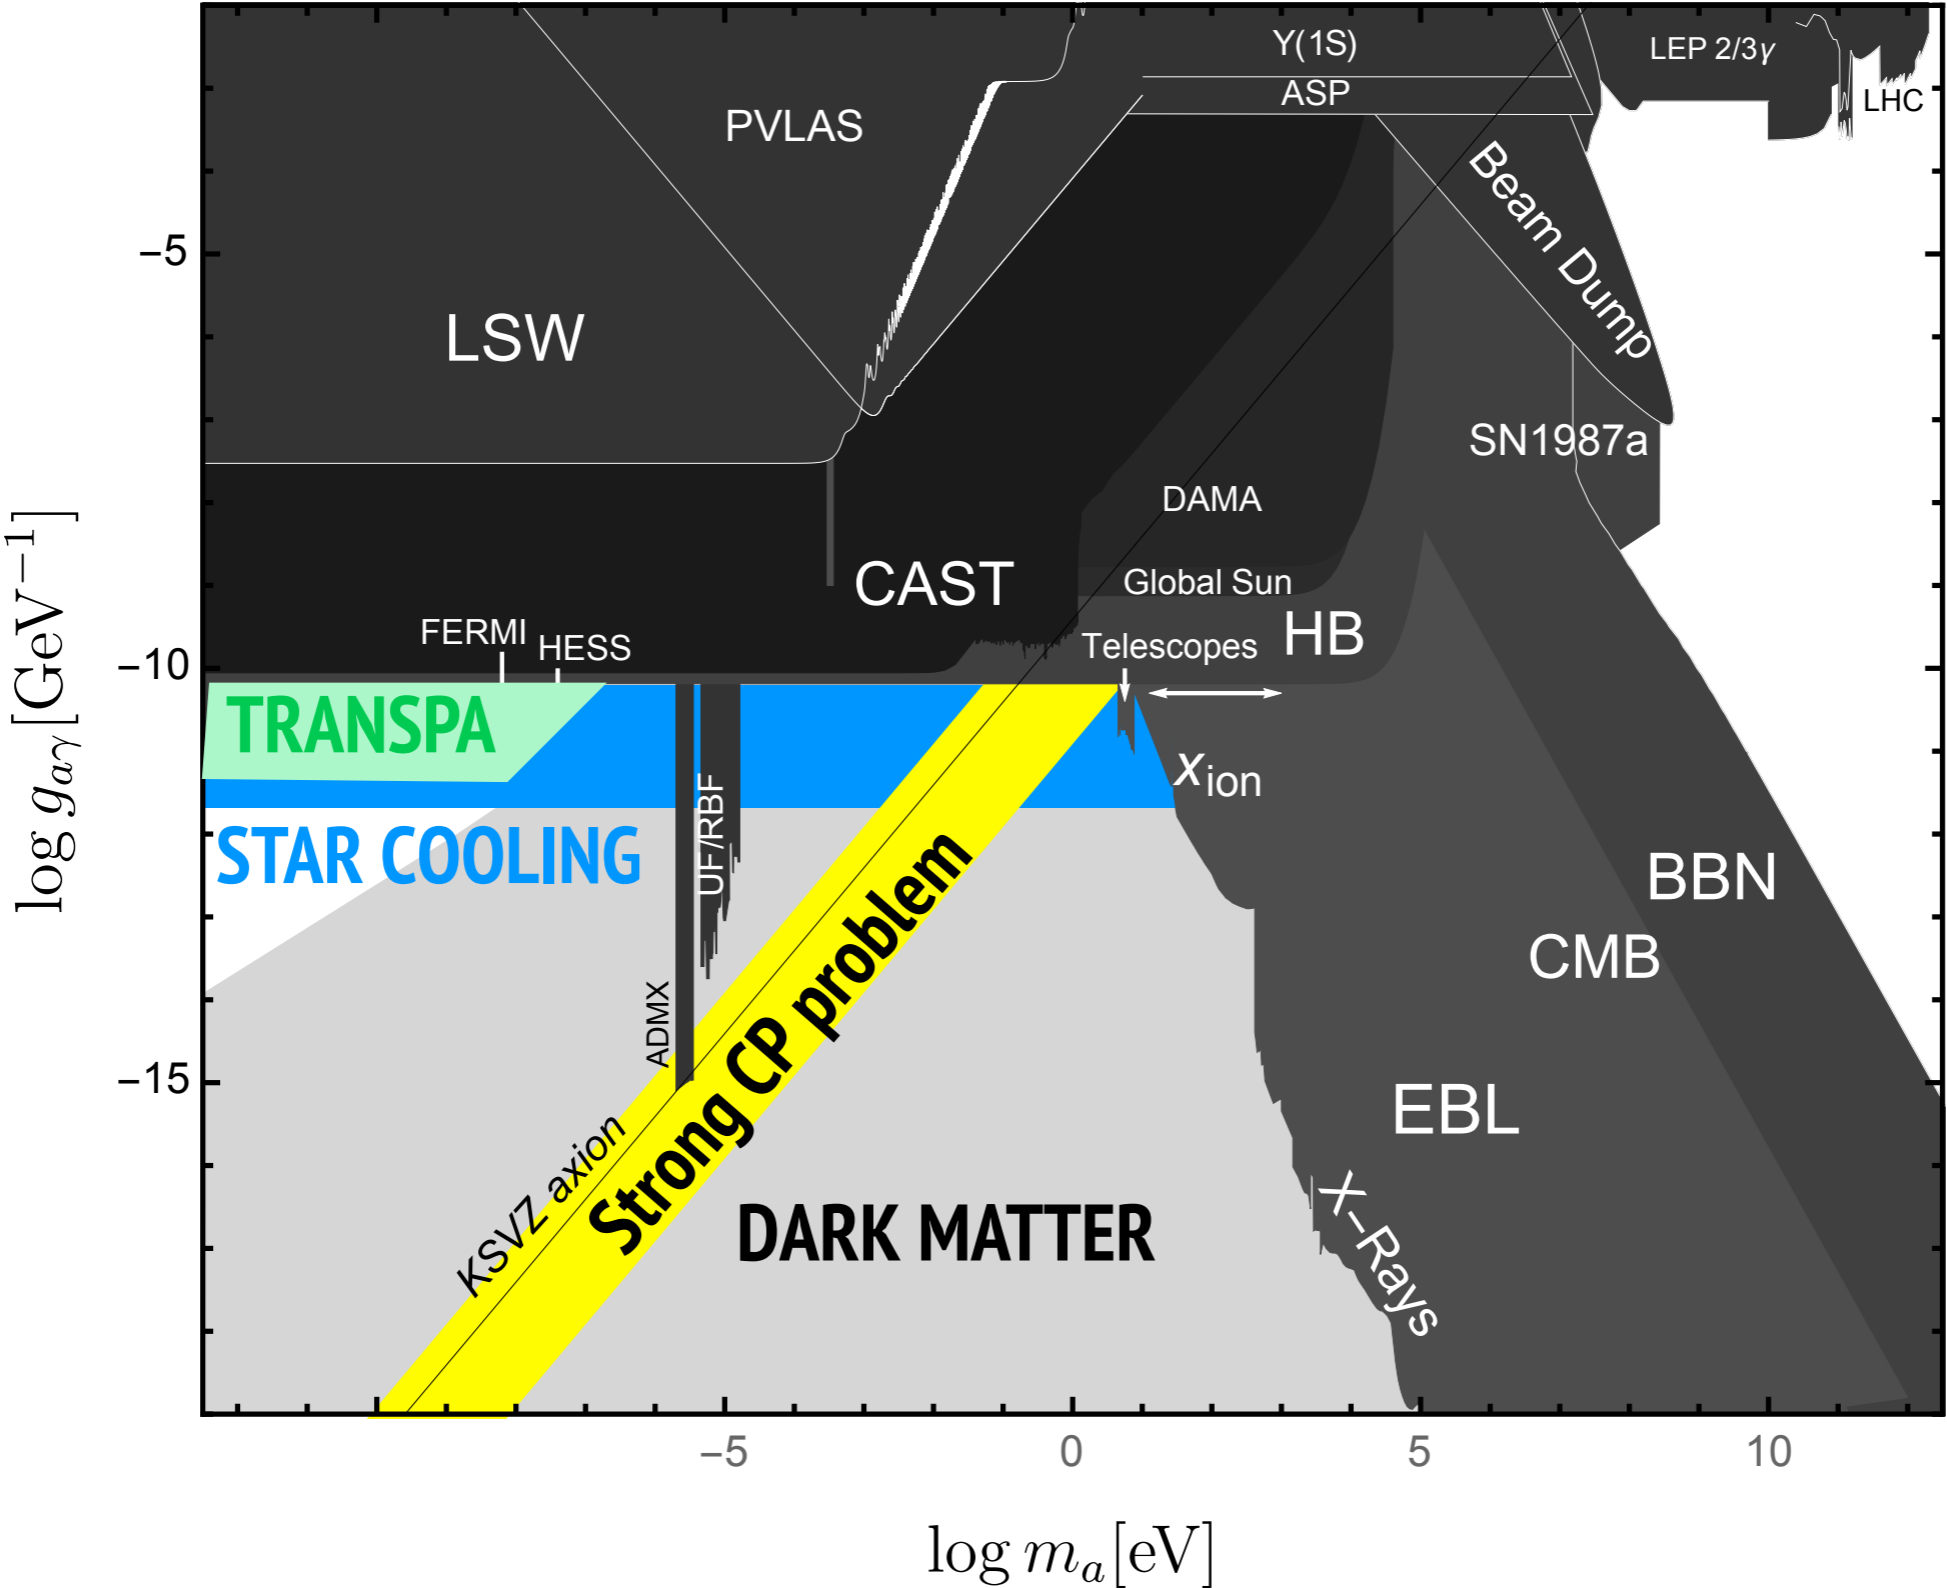 Y(1S)
LEP 2/3γ
ASP
LHC
PVLAS
Beam Dump
−5
LSW
SN1987a
DAMA
CAST
Global Sun
HB
FERMI
HESS
Telescopes
−10
TRANSPA
x_ion
UF/RBF
STAR COOLING
BBN
CMB
ADMX
Strong CP problem
−15
EBL
KSVZ axion
DARK MATTER
X−Rays
log g_{aγ}[GeV^{−1}]
−5
0
5
10
log m_a[eV]